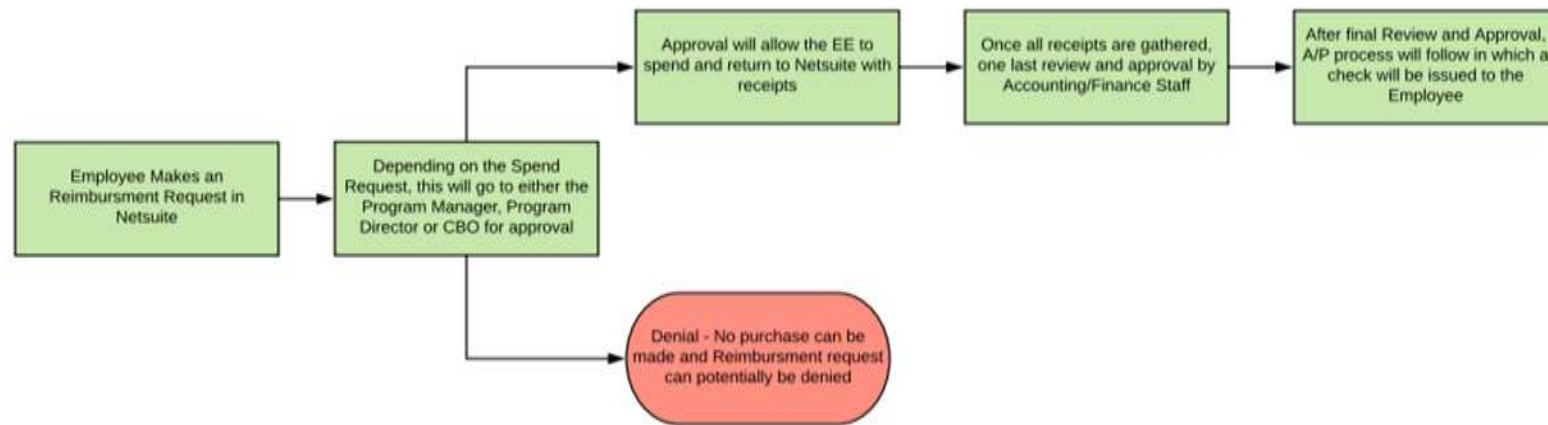 Employee Makes an
Reimbursment Request in
Netsuite
Depending on the Spend
Request, this will go to either the
Program Manager, Program
Director or CBO for approval
Approval will allow the EE to
spend and return to Netsuite with
receipts
Once all receipts are gathered,
one last review and approval by
Accounting/Finance Staff
After final Review and Approval,
A/P process will follow in which a
check will be issued to the
Employee
Denial - No purchase can be
made and Reimbursment request
can potentially be denied